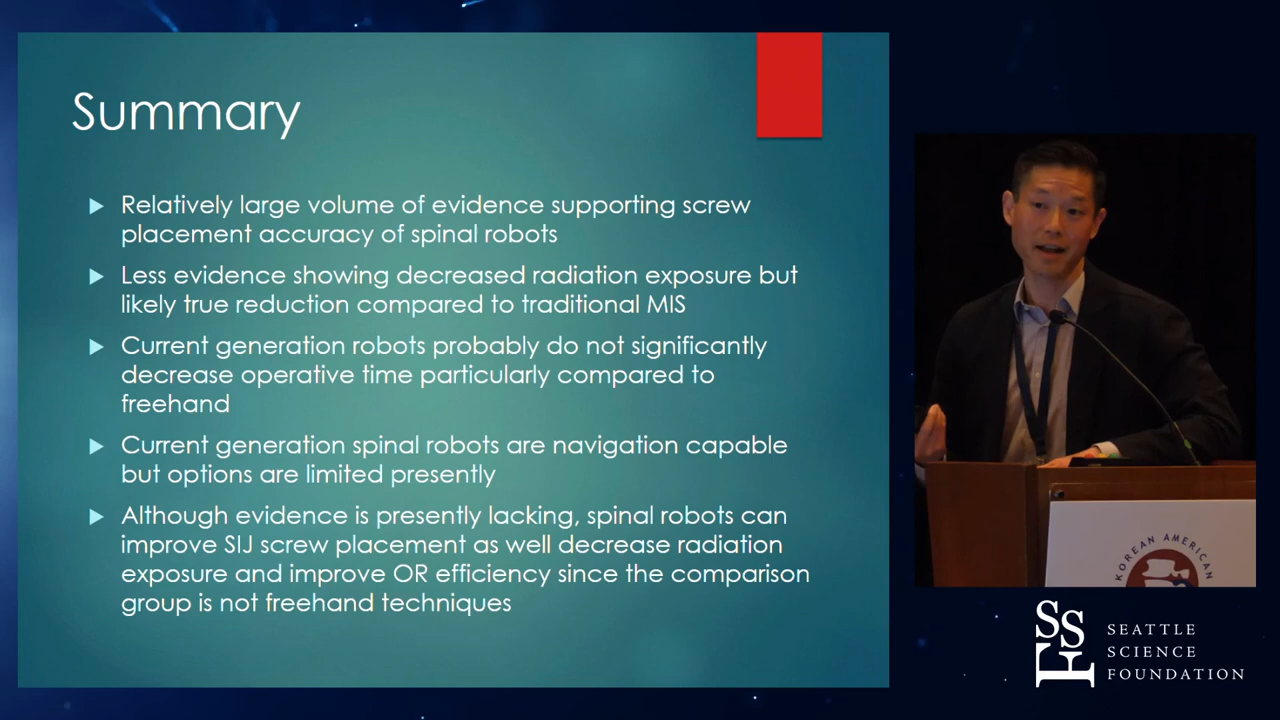 Summary
Relatively large volume of evidence supporting screw
placement accuracy of spinal robots
Less evidence showing decreased radiation exposure but
likely true reduction compared to traditional MIS
Current generation robots probably do not significantly
decrease operative time particularly compared to
freehand
Current generation spinal robots are navigation capable
but options are limited presently
Although evidence is presently lacking, spinal robots can
improve SIJ screw placement as well decrease radiation
exposure and improve OR efficiency since the comparison
group is not freehand techniques
KOREAN AMERICAN
SSF
SEATTLE
SCIENCE
FOUNDATION